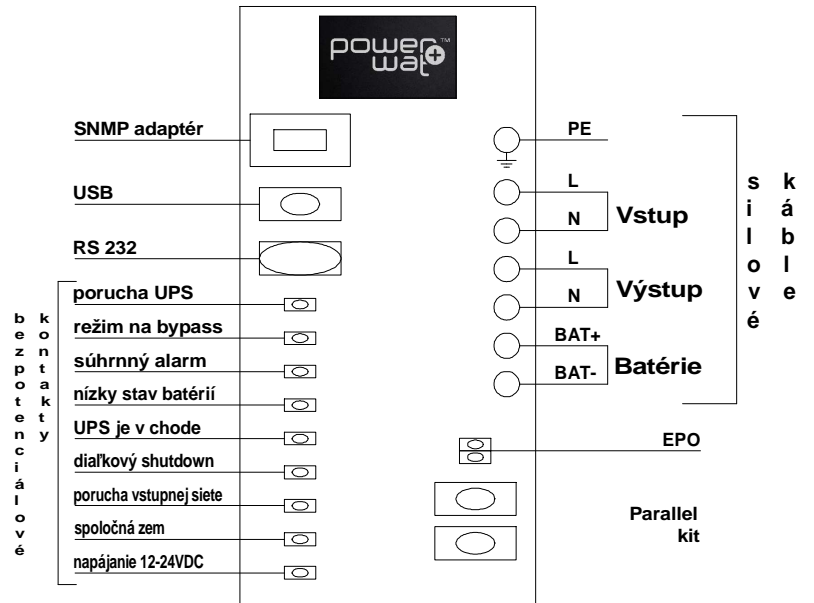 power
wat+™
SNMP adaptér
USB
RS 232
bezpotenciálové
kontakty
porucha UPS
režim na bypass
súhrnný alarm
nízky stav batérií
UPS je v chode
diaľkový shutdown
porucha vstupnej siete
spoločná zem
napájanie 12-24VDC
PE
L
N
Vstup
L
N
Výstup
BAT+
BAT-
Batérie
silové
káble
EPO
Parallel
kit